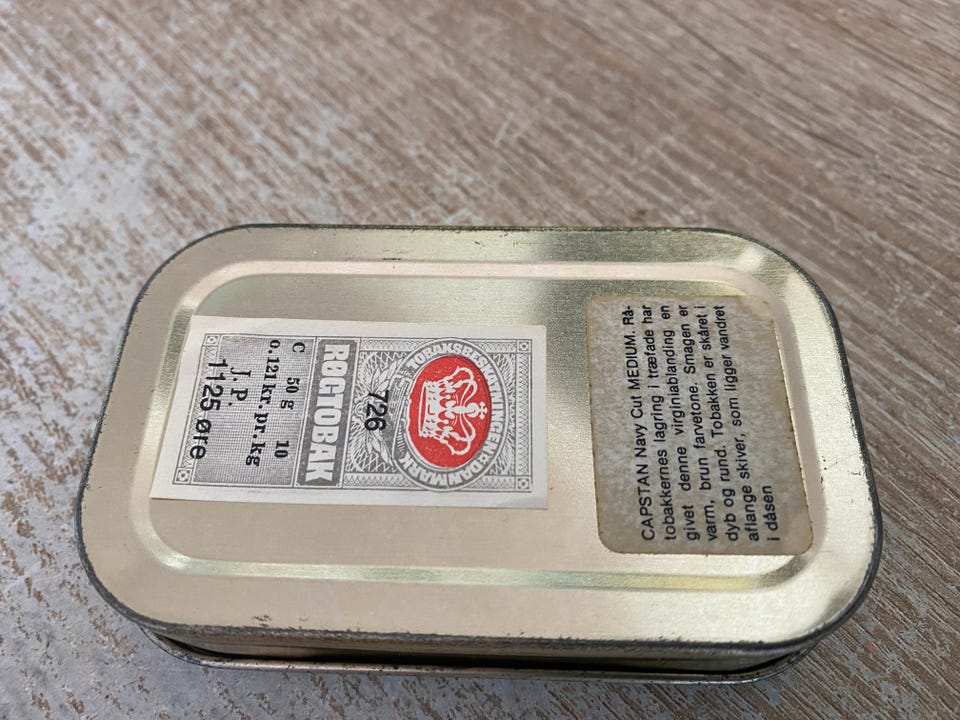 TOBAKSBESKATNINGEN DANMARK
726
RØGTOBAK
C 50 g 10
kr.pr.kg
J. P.
øre
CAPSTAN Navy Cut MEDIUM. Rå-
tobakkernes lagring i træfade har
givet denne virginiablanding en
varm, brun farvetone. Smagen er
dyb og rund. Tobakken er skåret i
aflange skiver, som ligger vandret
i dåsen